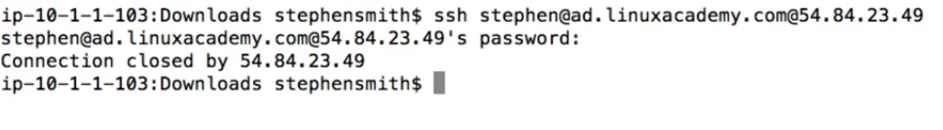 ip-10-1-1-103:Downloads stephensmith$ ssh stephen@ad.linuxacademy.com@54.84.23.49
stephen@ad.linuxacademy.com@54.84.23.49's password:
Connection closed by 54.84.23.49
ip-10-1-1-103:Downloads stephensmith$